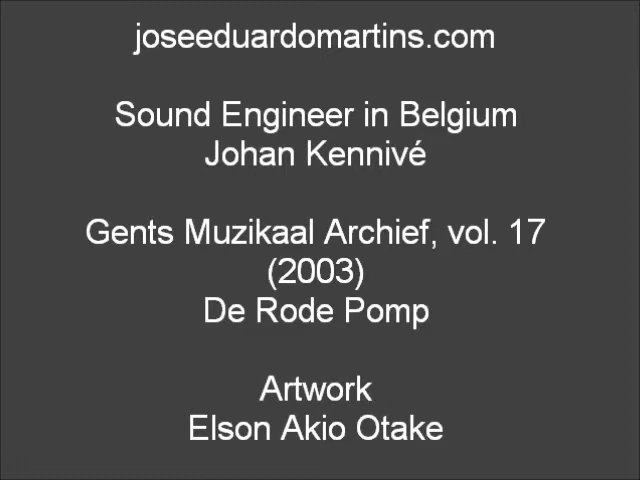 joseeduardomartins.com
Sound Engineer in Belgium
Johan Kennivé
Gents Muzikaal Archief, vol. 17
(2003)
De Rode Pomp
Artwork
Elson Akio Otake